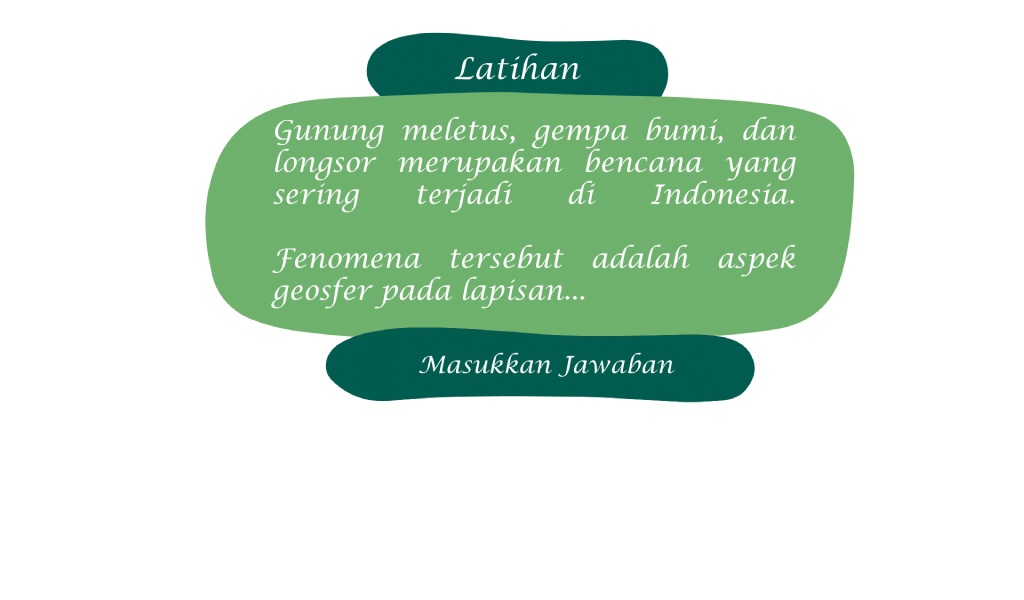 Latihan
Gunung meletus, gempa bumi, dan
longsor merupakan bencana yang
sering terjadi di Indonesia.
Fenomena tersebut adalah aspek
geosfer pada lapisan...
Masukkan Jawaban